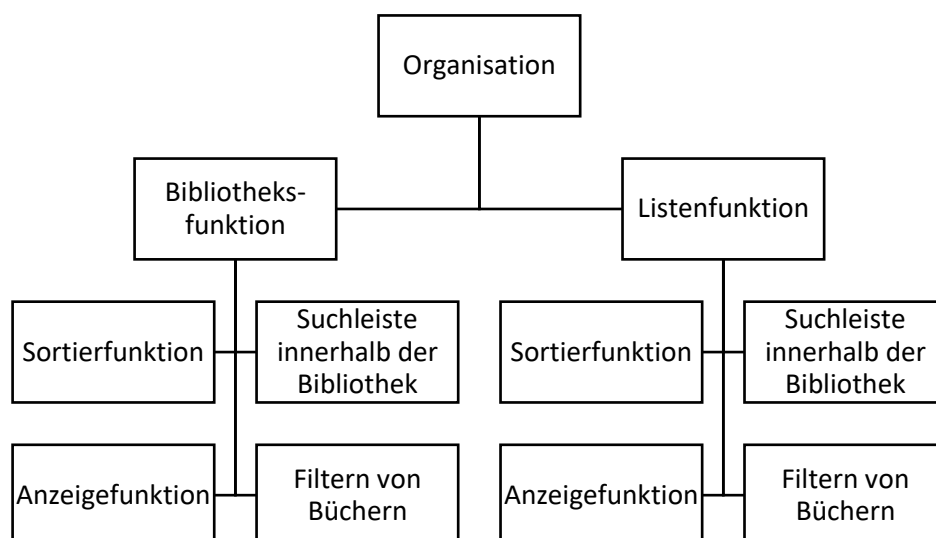 Organisation
Bibliotheks-
funktion
Listenfunktion
Sortierfunktion
Suchleiste
innerhalb der
Bibliothek
Sortierfunktion
Suchleiste
innerhalb der
Bibliothek
Anzeigefunktion
Filtern von
Büchern
Anzeigefunktion
Filtern von
Büchern